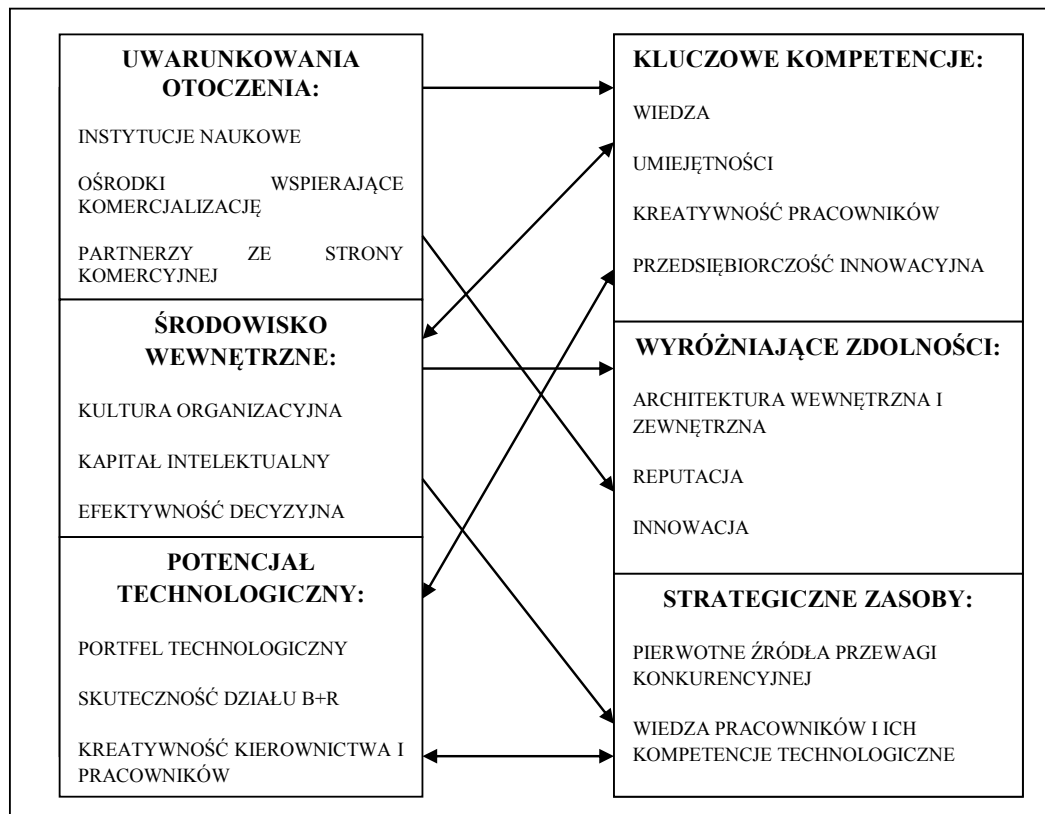 UWARUNKOWANIA
OTOCZENIA:
INSTYTUCJE NAUKOWE
OŚRODKI WSPIERAJĄCE
KOMERCJALIZACJĘ
PARTNERZY ZE STRONY
KOMERCYJNEJ
ŚRODOWISKO
WEWNĘTRZNE:
KULTURA ORGANIZACYJNA
KAPITAŁ INTELEKTUALNY
EFEKTYWNOŚĆ DECYZYJNA
POTENCJAŁ
TECHNOLOGICZNY:
PORTFEL TECHNOLOGICZNY
SKUTECZNOŚĆ DZIAŁU B+R
KREATYWNOŚĆ KIEROWNICTWA I
PRACOWNIKÓW
KLUCZOWE KOMPETENCJE:
WIEDZA
UMIEJĘTNOŚCI
KREATYWNOŚĆ PRACOWNIKÓW
PRZEDSIĘBIORCZOŚĆ INNOWACYJNA
WYRÓŻNIAJĄCE ZDOLNOŚCI:
ARCHITEKTURA WEWNĘTRZNA I
ZEWNĘTRZNA
REPUTACJA
INNOWACJA
STRATEGICZNE ZASOBY:
PIERWOTNE ŹRÓDŁA PRZEWAGI
KONKURENCYJNEJ
WIEDZA PRACOWNIKÓW I ICH
KOMPETENCJE TECHNOLOGICZNE